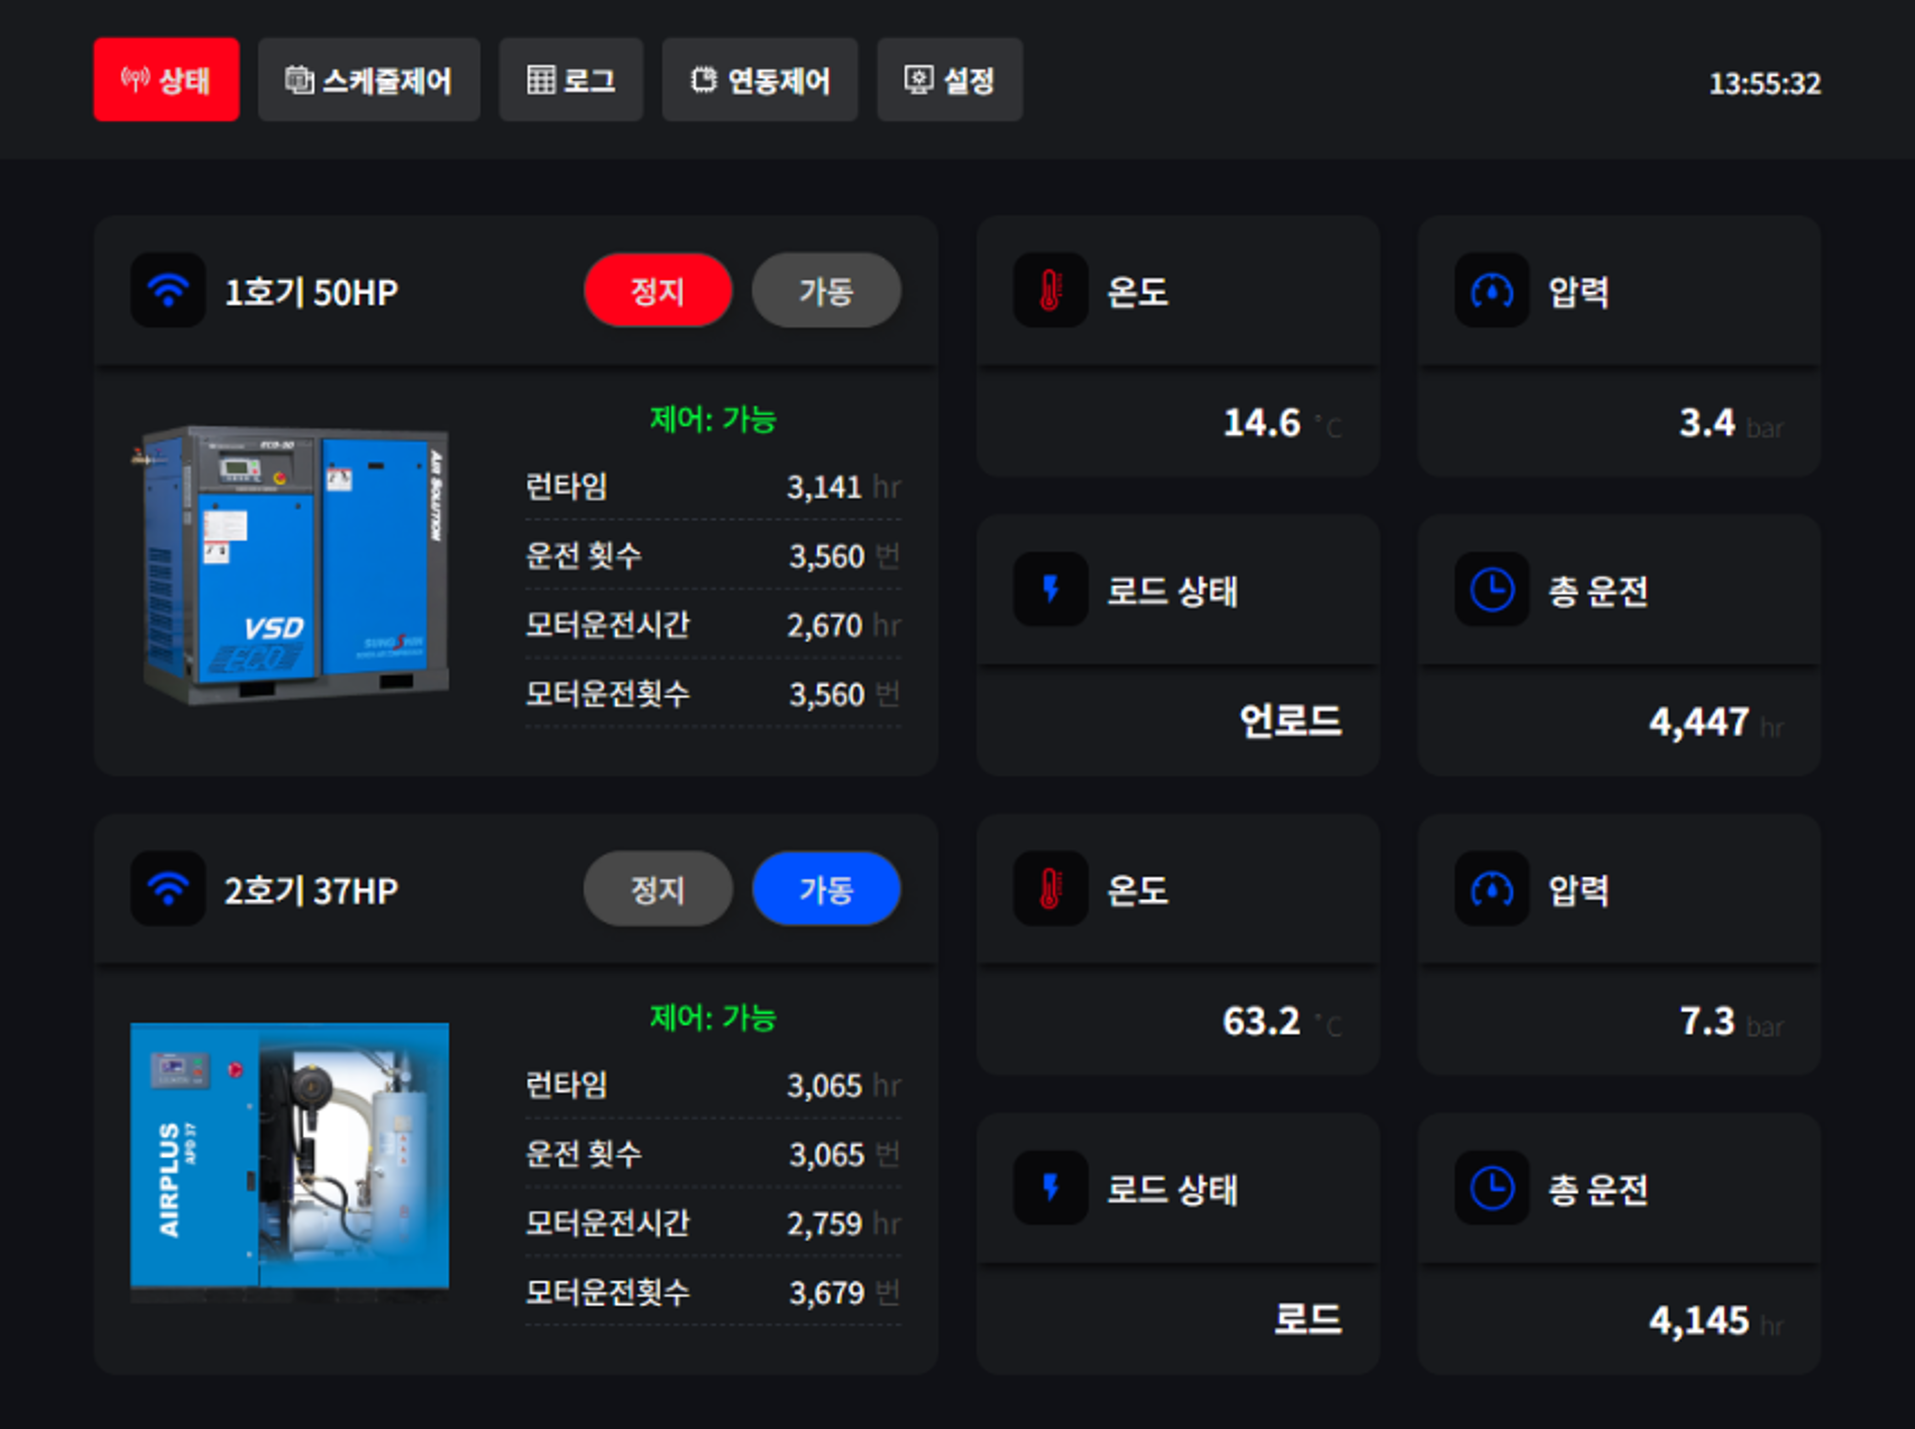 상태 스케줄제어 로그 연동제어 설정 13:55:32
1호기 50HP 정지 가동
제어: 가능
런타임 3,141 hr
운전 횟수 3,560 번
모터운전시간 2,670 hr
모터운전횟수 3,560 번
ECO-50
AIR SOLUTION
VSD
ECO
온도
14.6 °C
압력
3.4 bar
로드 상태
언로드
총 운전
4,447 hr
2호기 37HP 정지 가동
제어: 가능
런타임 3,065 hr
운전 횟수 3,065 번
모터운전시간 2,759 hr
모터운전횟수 3,679 번
AIRPLUS
APD 37
온도
63.2 °C
압력
7.3 bar
로드 상태
로드
총 운전
4,145 hr